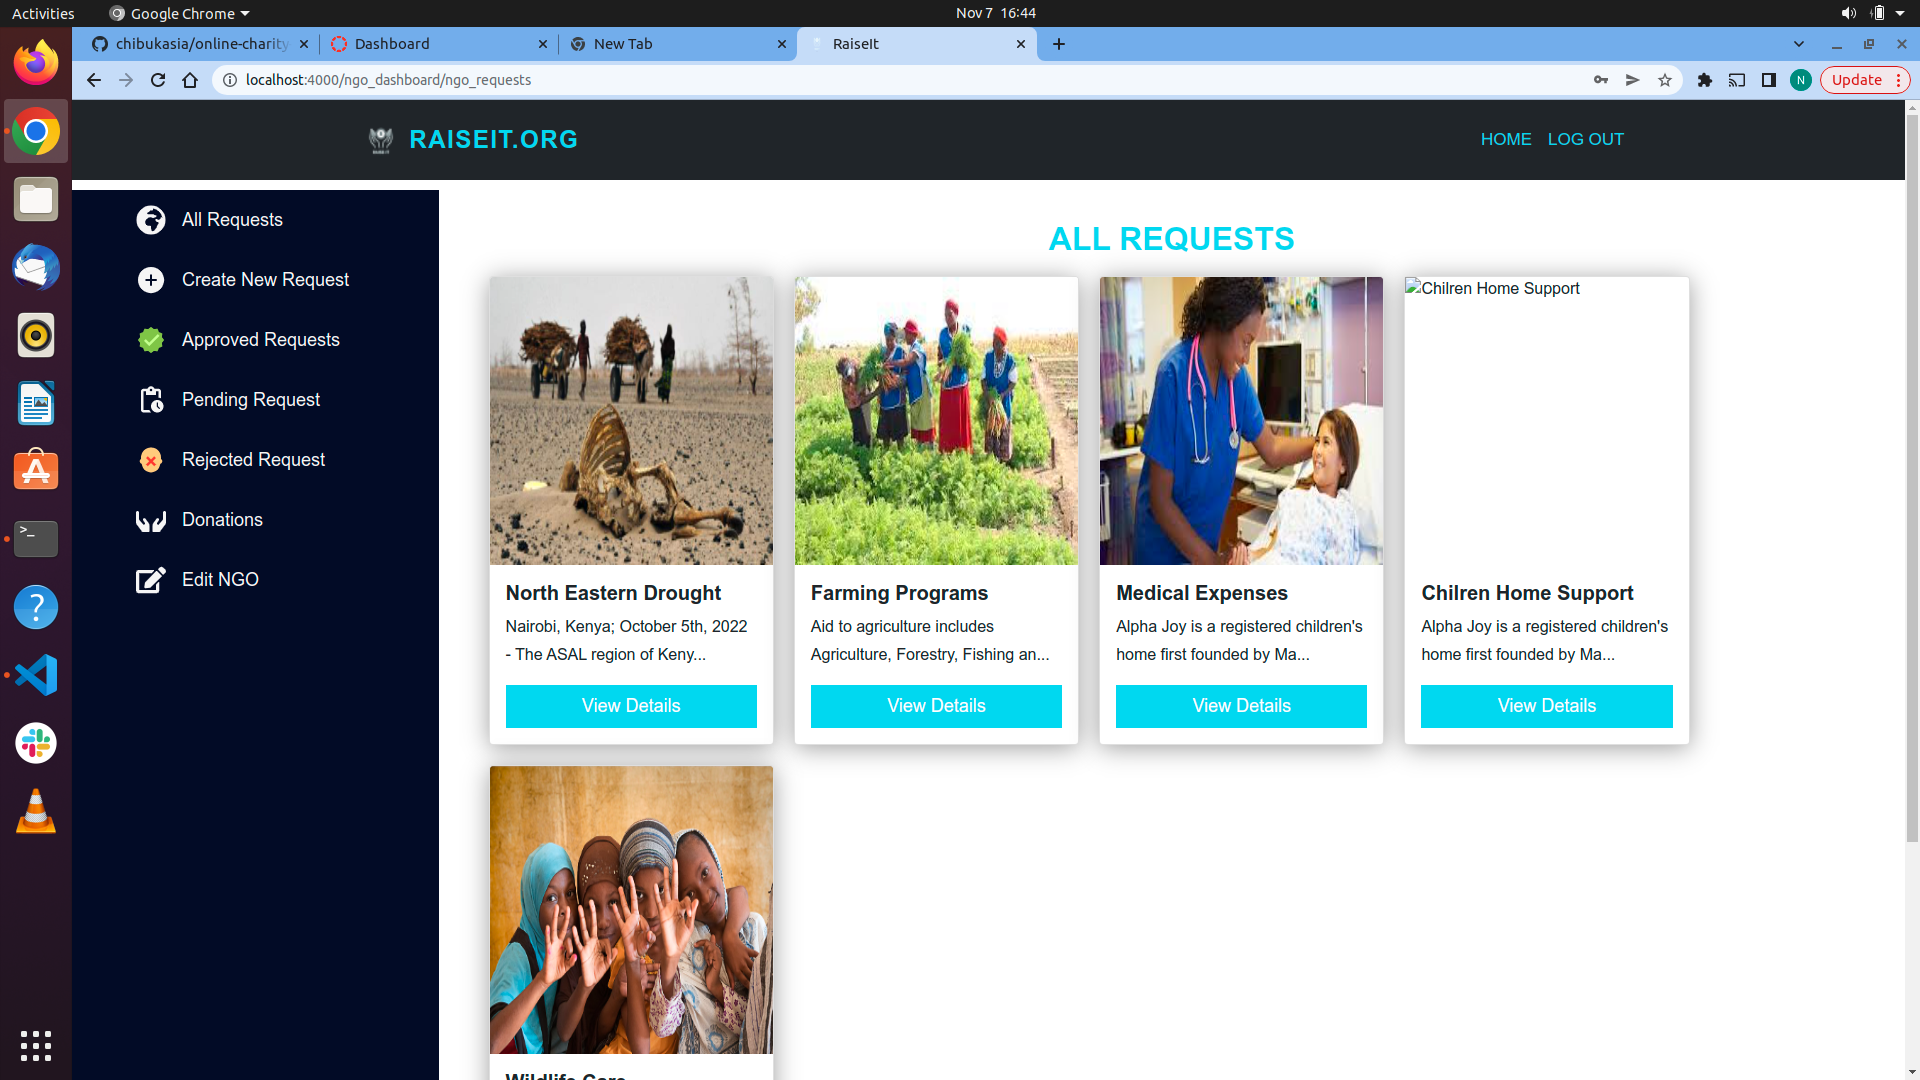 Activities
Google Chrome
Nov 7 16:44
chibukasia/online-charity
Dashboard
New Tab
RaiseIt
localhost:4000/ngo_dashboard/ngo_requests
N
Update
RAISEIT.ORG
HOME
LOG OUT
All Requests
Create New Request
Approved Requests
Pending Request
Rejected Request
Donations
Edit NGO
ALL REQUESTS
Chilren Home Support
North Eastern Drought
Nairobi, Kenya; October 5th, 2022
- The ASAL region of Keny...
View Details
Farming Programs
Aid to agriculture includes
Agriculture, Forestry, Fishing an...
View Details
Medical Expenses
Alpha Joy is a registered children's
home first founded by Ma...
View Details
Chilren Home Support
Alpha Joy is a registered children's
home first founded by Ma...
View Details
Wildlife Care